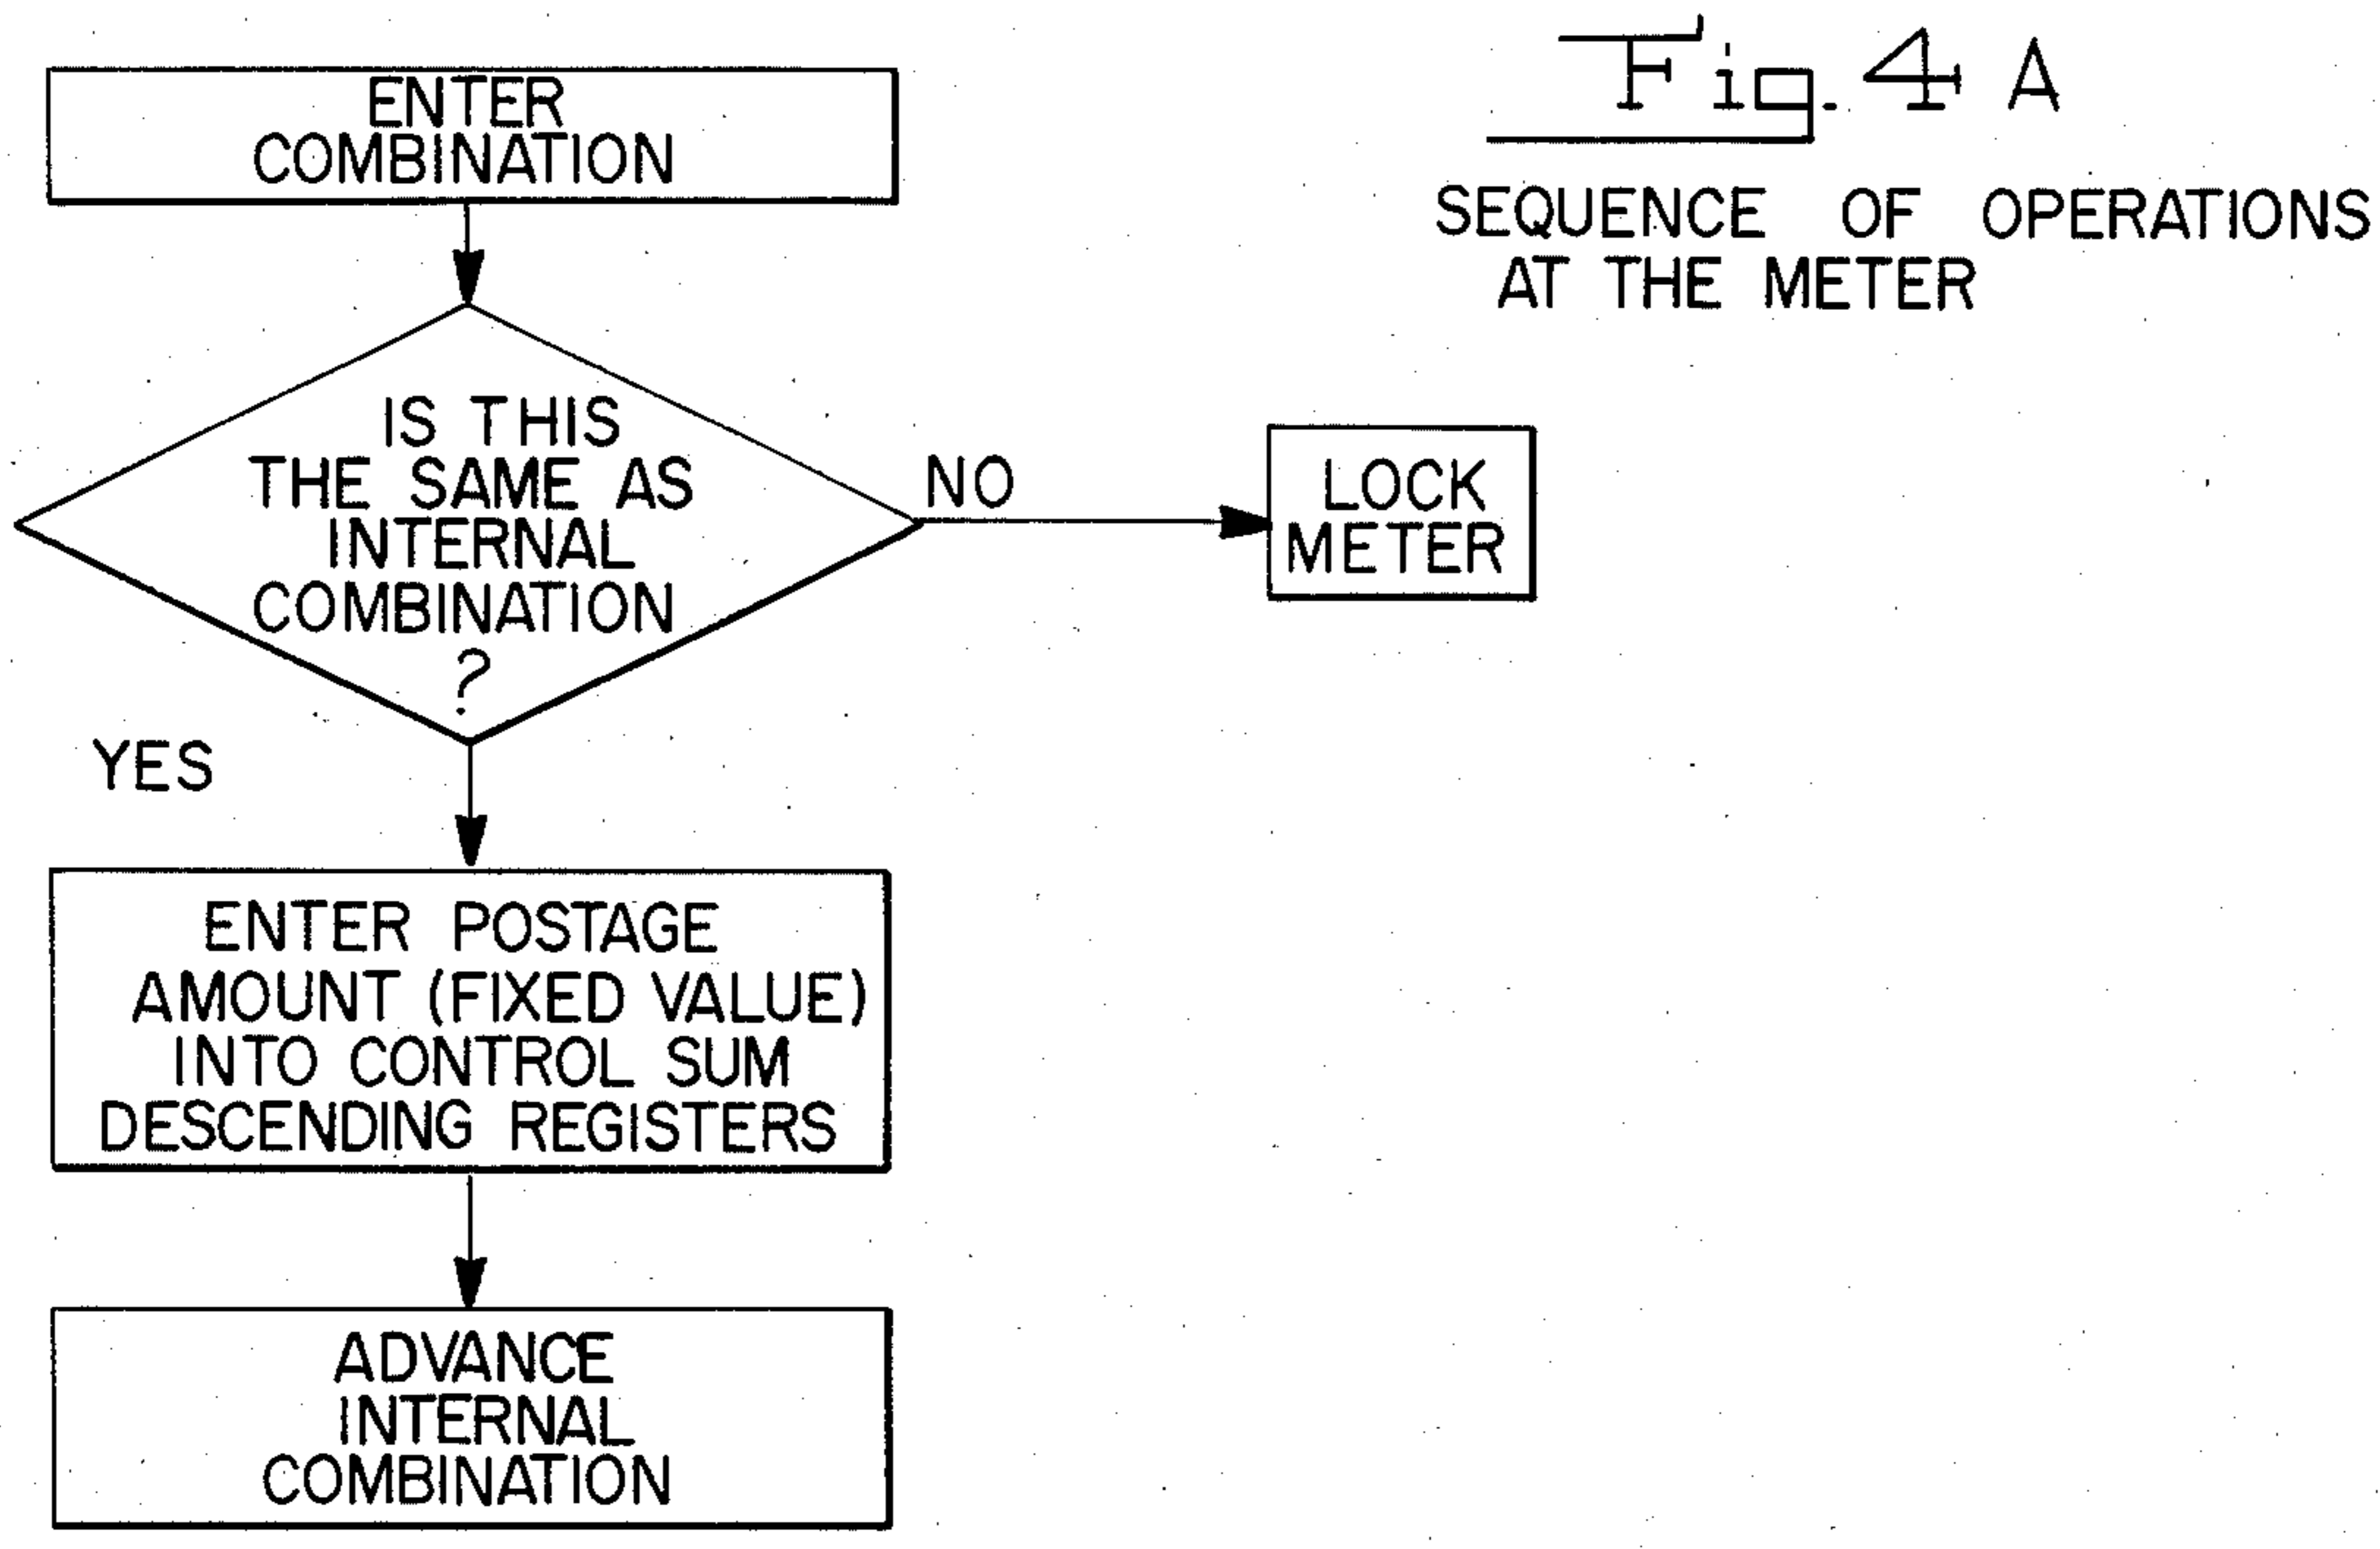 Fig. 4 A
SEQUENCE OF OPERATIONS
AT THE METER
ENTER
COMBINATION
IS THIS
THE SAME AS
INTERNAL
COMBINATION
?
NO
LOCK
METER
YES
ENTER POSTAGE
AMOUNT (FIXED VALUE)
INTO CONTROL SUM
DESCENDING REGISTERS
ADVANCE
INTERNAL
COMBINATION